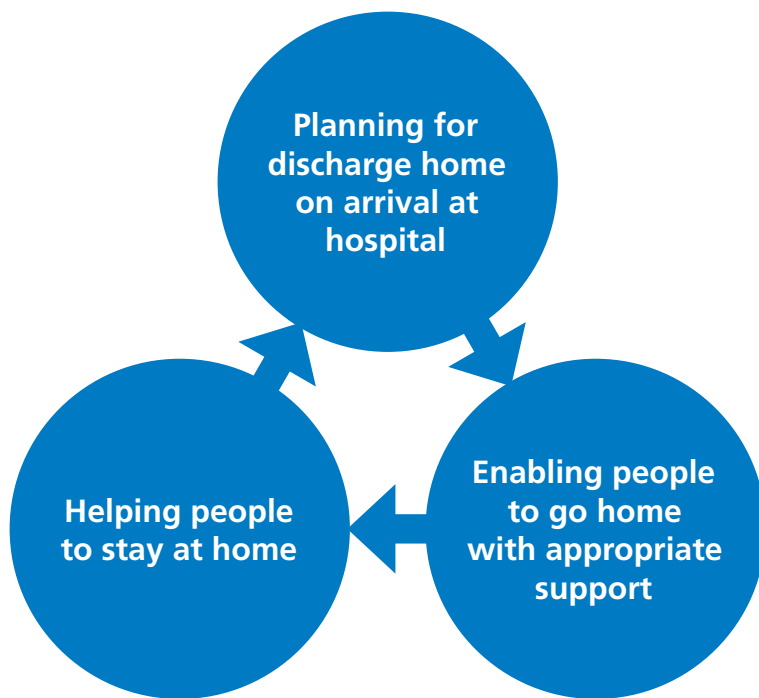 Planning for
discharge home
on arrival at
hospital
Enabling people
to go home
with appropriate
support
Helping people
to stay at home